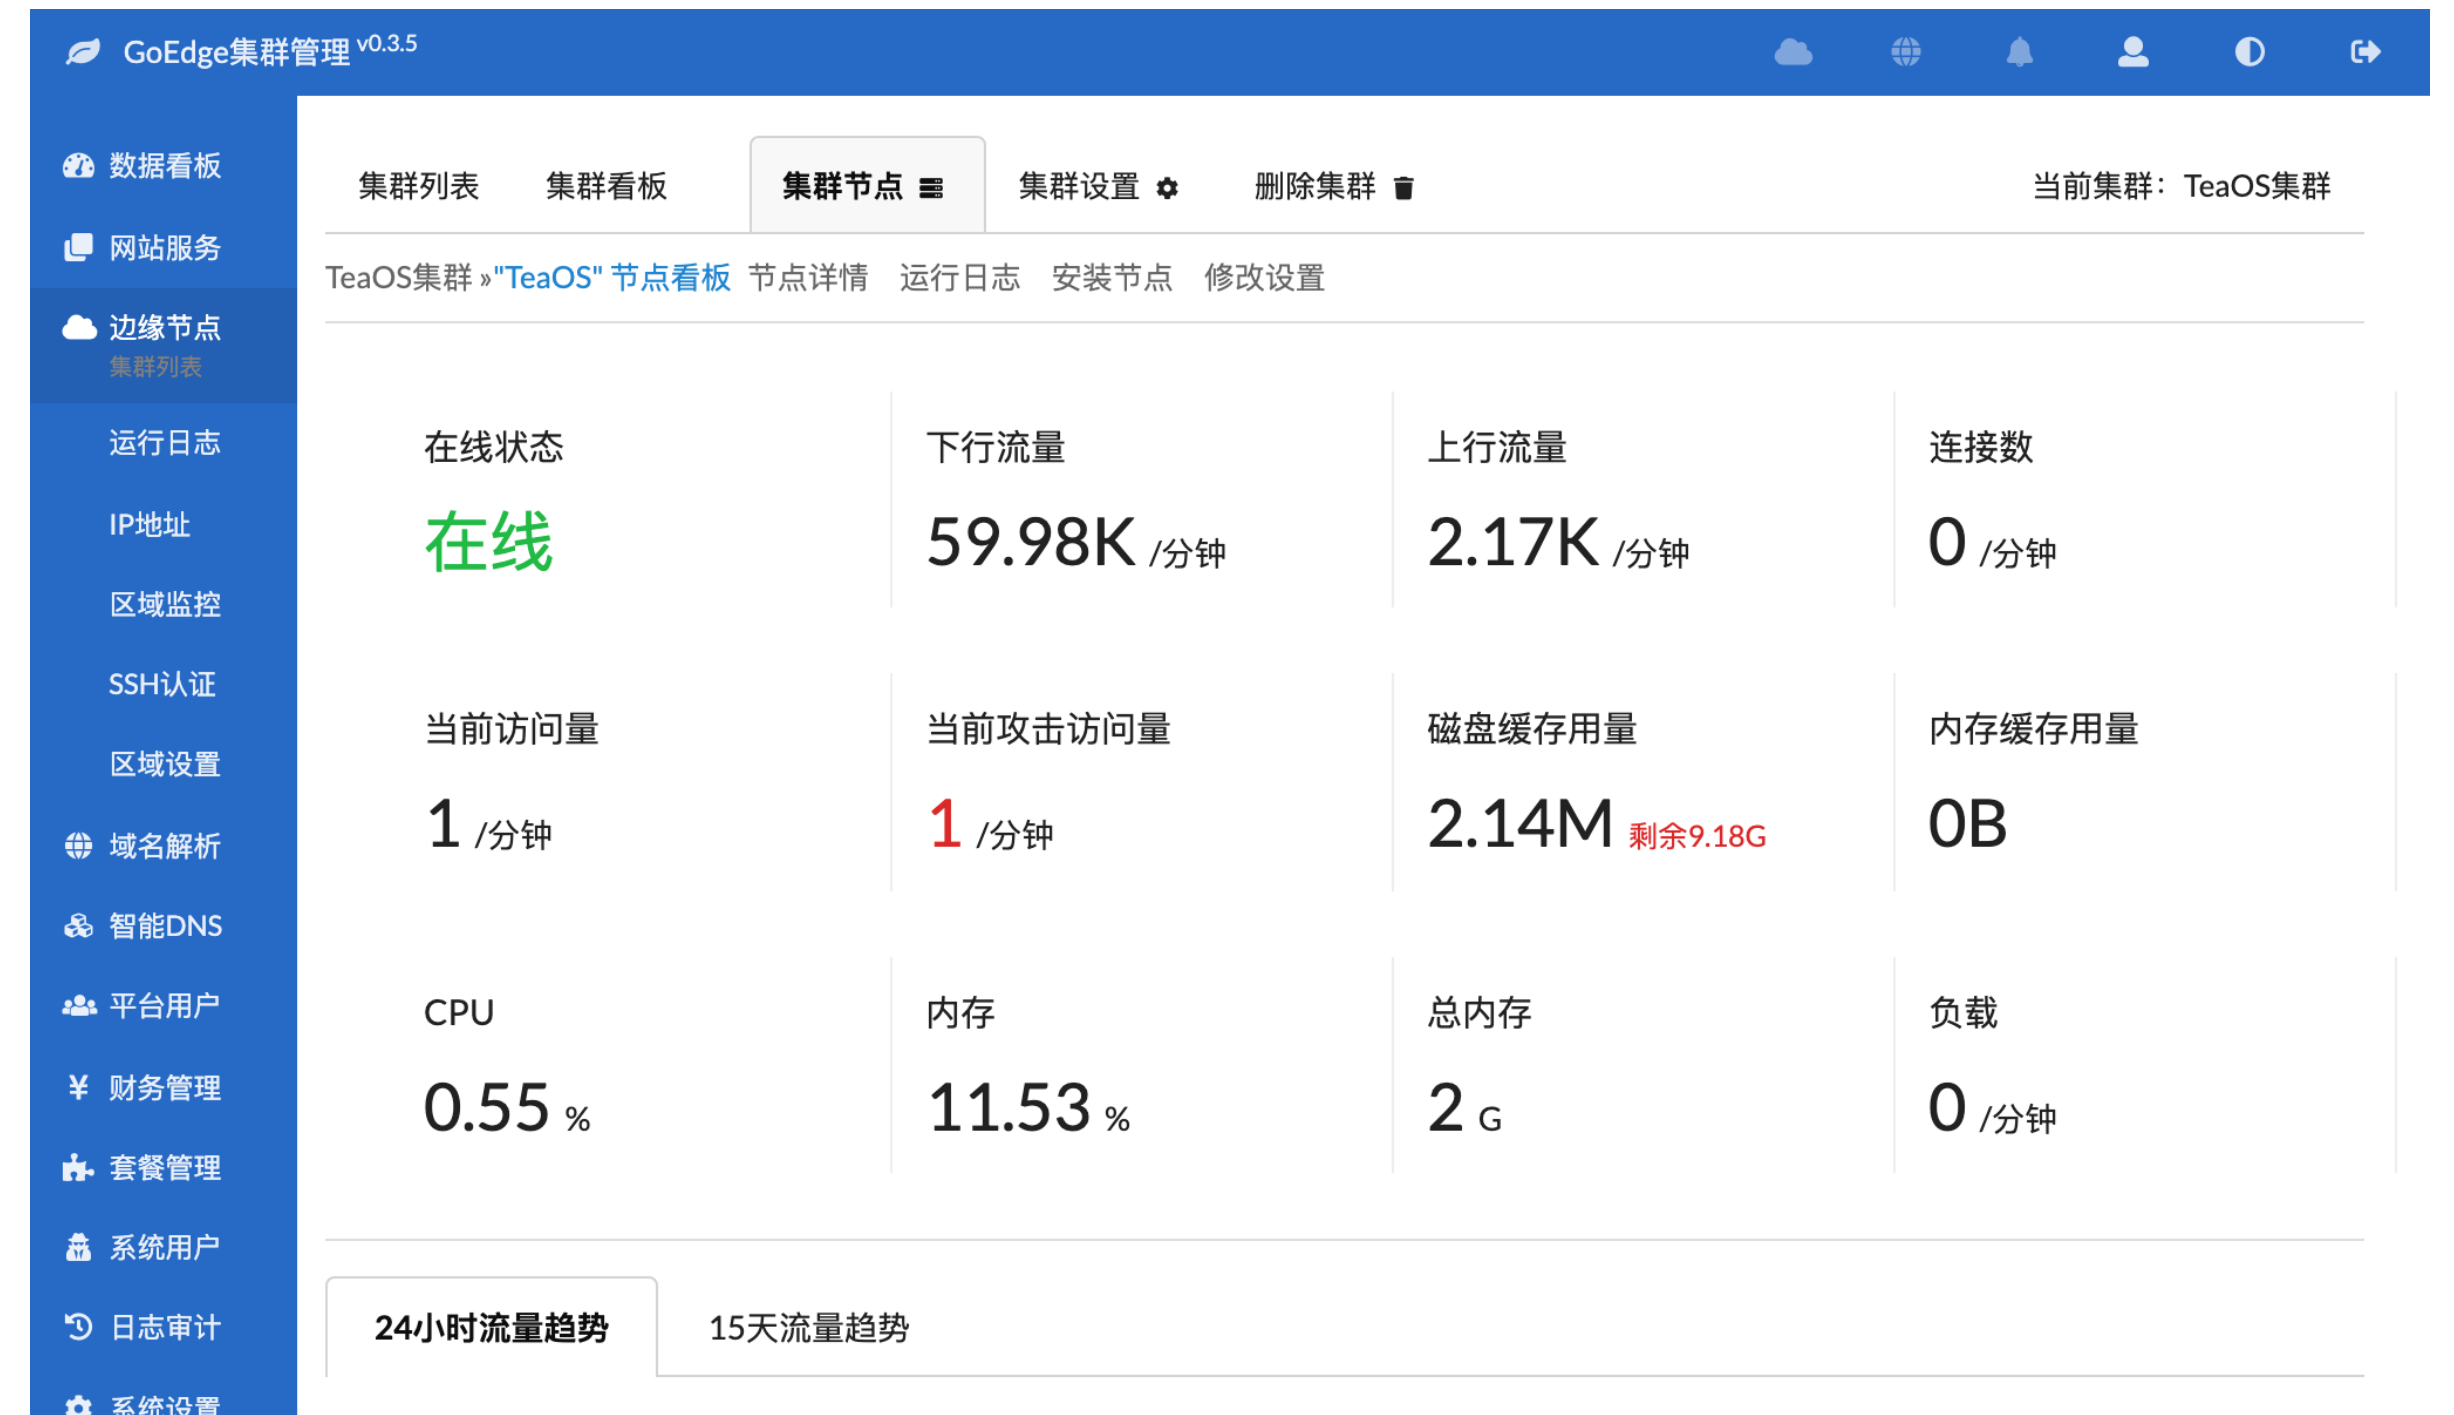 GoEdge集群管理 v0.3.5
数据看板
网站服务
边缘节点
集群列表
运行日志
IP地址
区域监控
SSH认证
区域设置
域名解析
智能DNS
平台用户
财务管理
套餐管理
系统用户
日志审计
系统设置
集群列表 集群看板 集群节点 集群设置 删除集群 当前集群：TeaOS集群
TeaOS集群 »"TeaOS" 节点看板 节点详情 运行日志 安装节点 修改设置
在线状态
在线
下行流量
59.98K /分钟
上行流量
2.17K /分钟
连接数
0 /分钟
当前访问量
1 /分钟
当前攻击访问量
1 /分钟
磁盘缓存用量
2.14M 剩余9.18G
内存缓存用量
0B
CPU
0.55 %
内存
11.53 %
总内存
2 G
负载
0 /分钟
24小时流量趋势 15天流量趋势